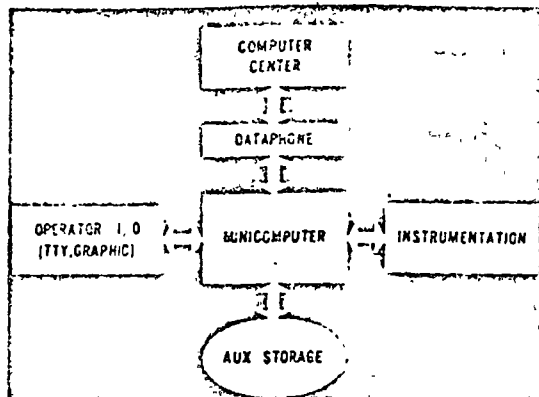 COMPUTER
CENTER
DATAPHONE
OPERATOR I/O
(TTY,GRAPHIC)
MINICOMPUTER
INSTRUMENTATION
AUX STORAGE